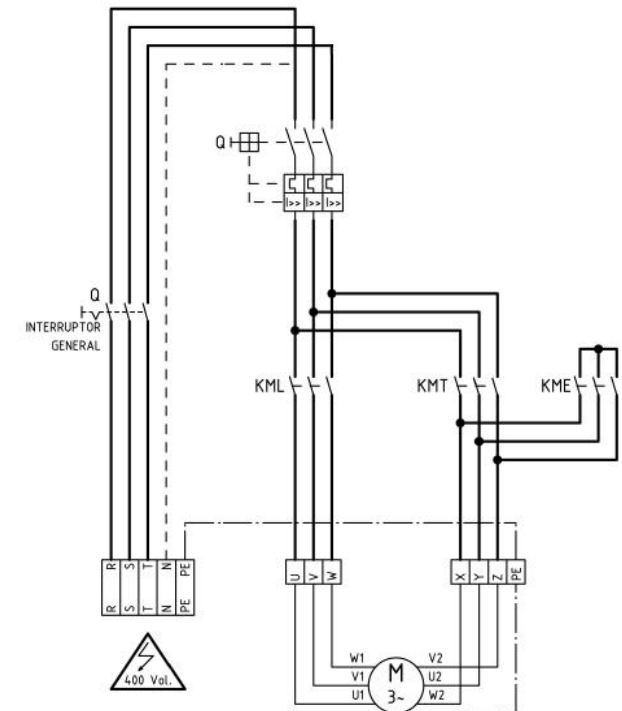 Q
I>> I>> I>>
Q
INTERRUPTOR
GENERAL
KML
KMT
KME
R S T N PE
R S T N PE
U V W
X Y Z PE
400 Vol.
W1
V1
U1
M
3~
V2
U2
W2